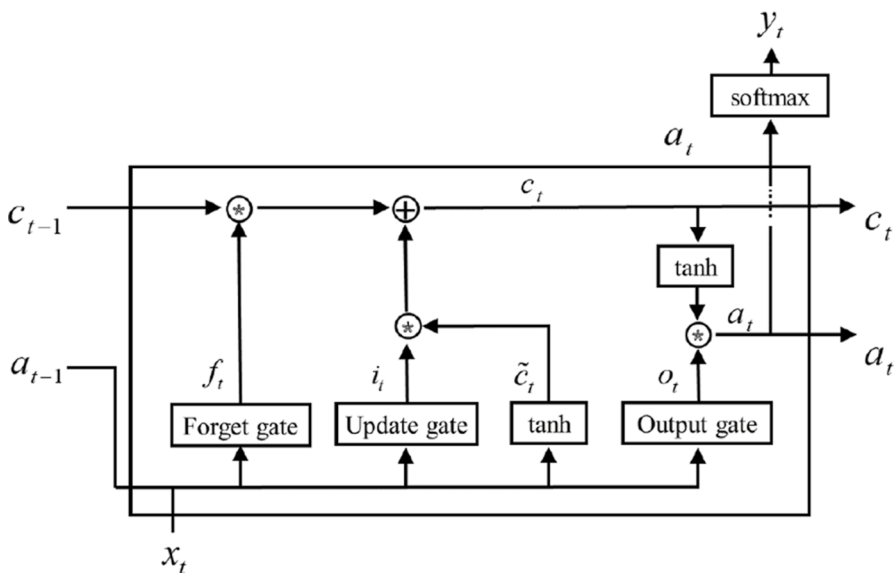 y_t
softmax
a_t
c_{t-1}
*
+
c_t
c_t
tanh
*
*
a_t
a_t
a_{t-1}
f_t
i_t
c̃_t
o_t
Forget gate
Update gate
tanh
Output gate
x_t